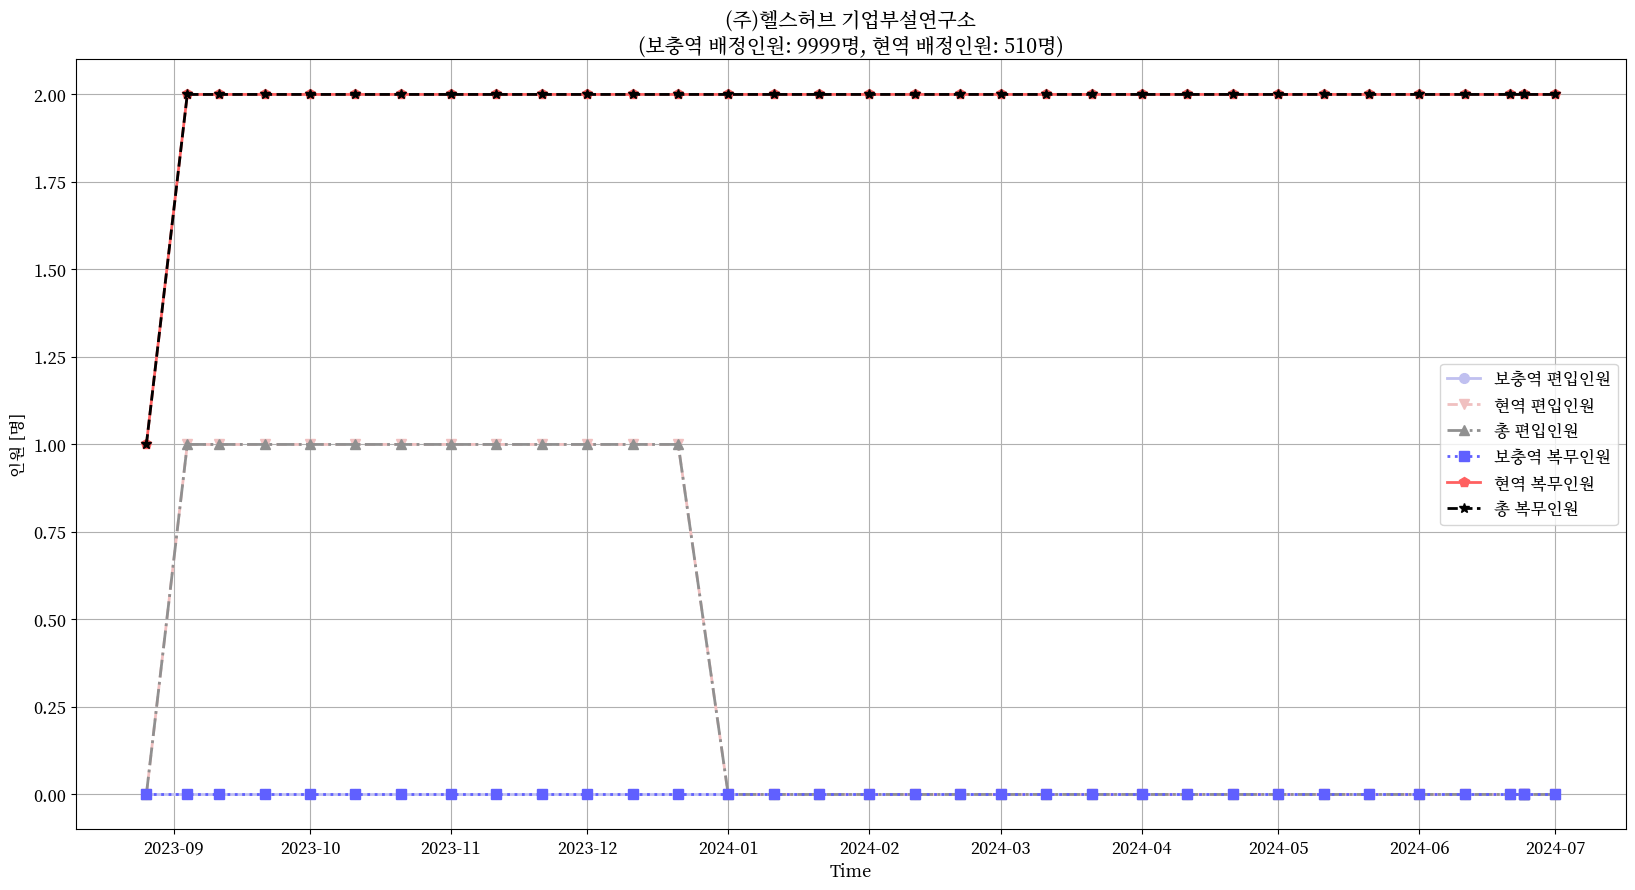 (주)헬스허브 기업부설연구소
(보충역 배정인원: 9999명, 현역 배정인원: 510명)
2.00
1.75
1.50
1.25
1.00
0.75
0.50
0.25
0.00
인원 [명]
보충역 편입인원
현역 편입인원
총 편입인원
보충역 복무인원
현역 복무인원
총 복무인원
2023-09 2023-10 2023-11 2023-12 2024-01 2024-02 2024-03 2024-04 2024-05 2024-06 2024-07
Time